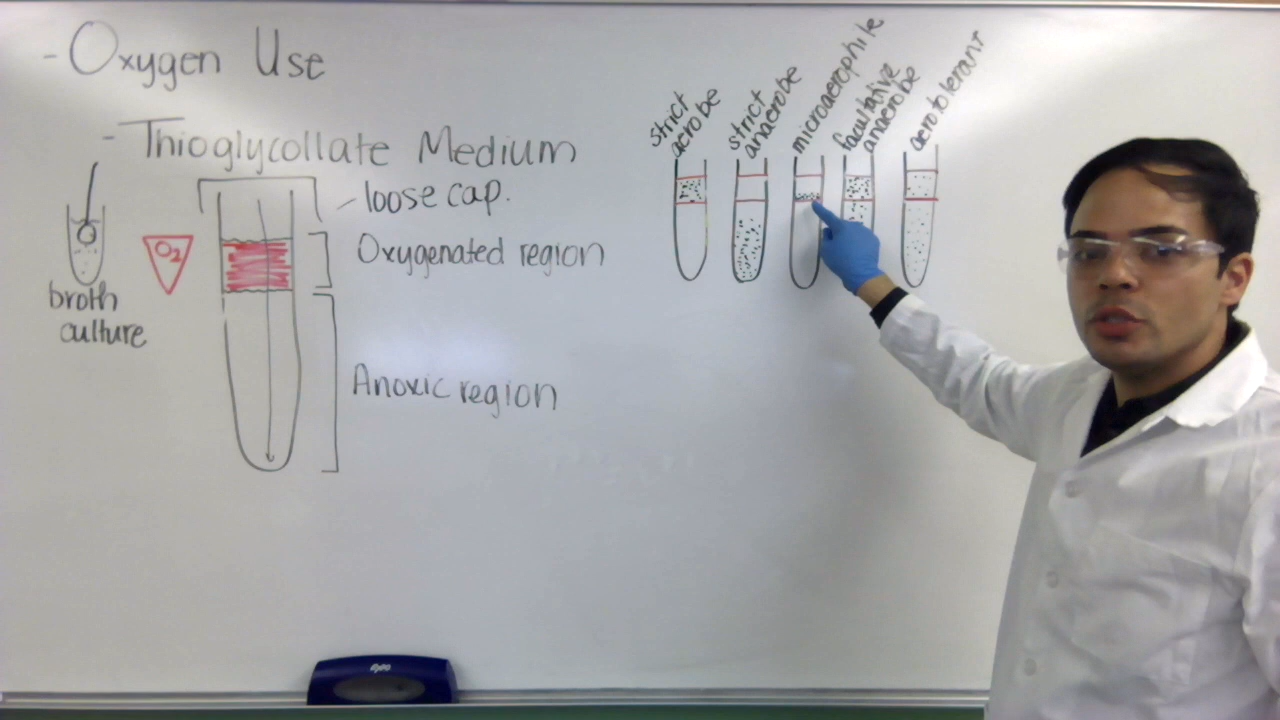 - Oxygen Use
- Thioglycollate Medium
loose cap.
O2
Oxygenated region
broth
culture
Anoxic region
strict
aerobe
strict
anaerobe
microaerophile
facultative
anaerobe
aerotolerant
expo